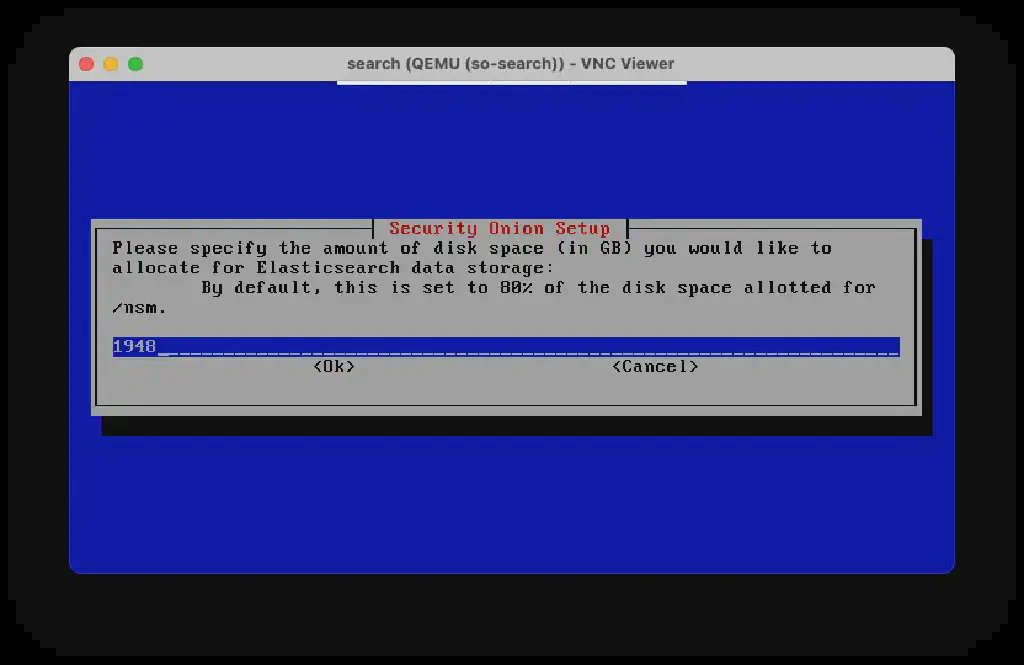 search (QEMU (so-search)) - VNC Viewer
Security Onion Setup
Please specify the amount of disk space (in GB) you would like to
allocate for Elasticsearch data storage:
By default, this is set to 80% of the disk space allotted for
/nsm.
1948
<Ok> <Cancel>